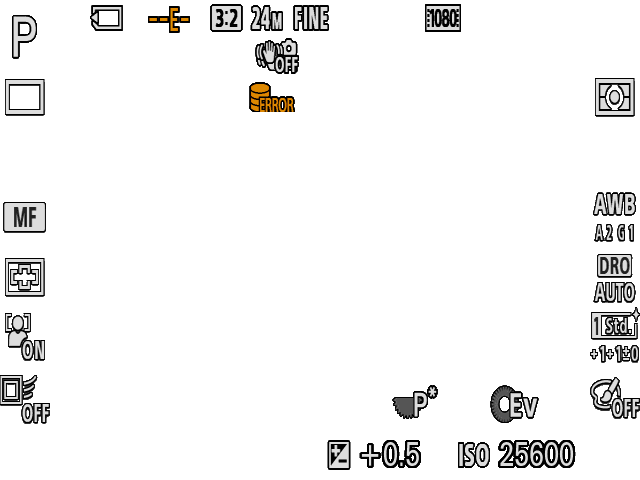 P
E 3:2 24M FINE 1080
OFF
ERROR
MF
AWB
A2 G1
DRO
AUTO
1 Std.
+1+1±0
ON
OFF
P* EV
OFF
+0.5 ISO 25600